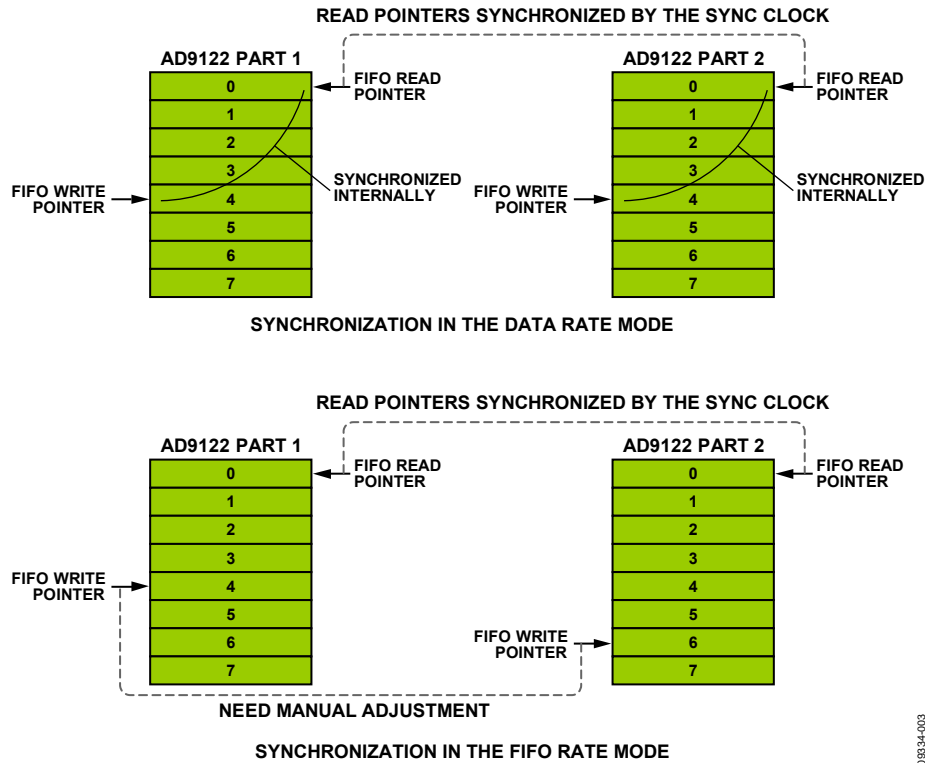 READ POINTERS SYNCHRONIZED BY THE SYNC CLOCK
AD9122 PART 1
AD9122 PART 2
0
1
2
3
4
5
6
7
FIFO READ
POINTER
SYNCHRONIZED
INTERNALLY
FIFO WRITE
POINTER
0
1
2
3
4
5
6
7
FIFO READ
POINTER
SYNCHRONIZED
INTERNALLY
FIFO WRITE
POINTER
SYNCHRONIZATION IN THE DATA RATE MODE
READ POINTERS SYNCHRONIZED BY THE SYNC CLOCK
AD9122 PART 1
AD9122 PART 2
0
1
2
3
4
5
6
7
FIFO READ
POINTER
FIFO WRITE
POINTER
0
1
2
3
4
5
6
7
FIFO READ
POINTER
FIFO WRITE
POINTER
NEED MANUAL ADJUSTMENT
SYNCHRONIZATION IN THE FIFO RATE MODE
09334-003